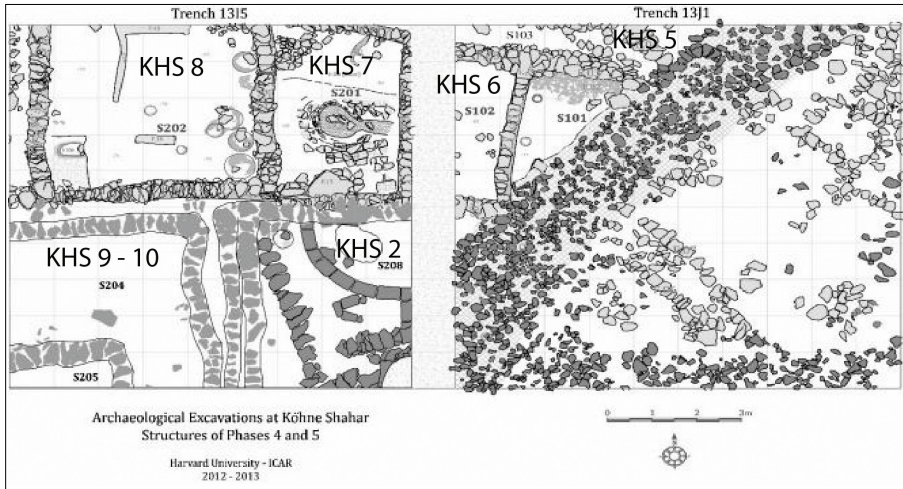 Trench 13I5
Trench 13J1
S103
KHS 5
KHS 8
KHS 7
S201
KHS 6
S102
S101
S202
KHS 9 - 10
KHS 2
S208
S204
S205
Archaeological Excavations at Köhne Shahar
Structures of Phases 4 and 5
Harvard University - ICAR
2012 - 2013
0 1 2 3m
N